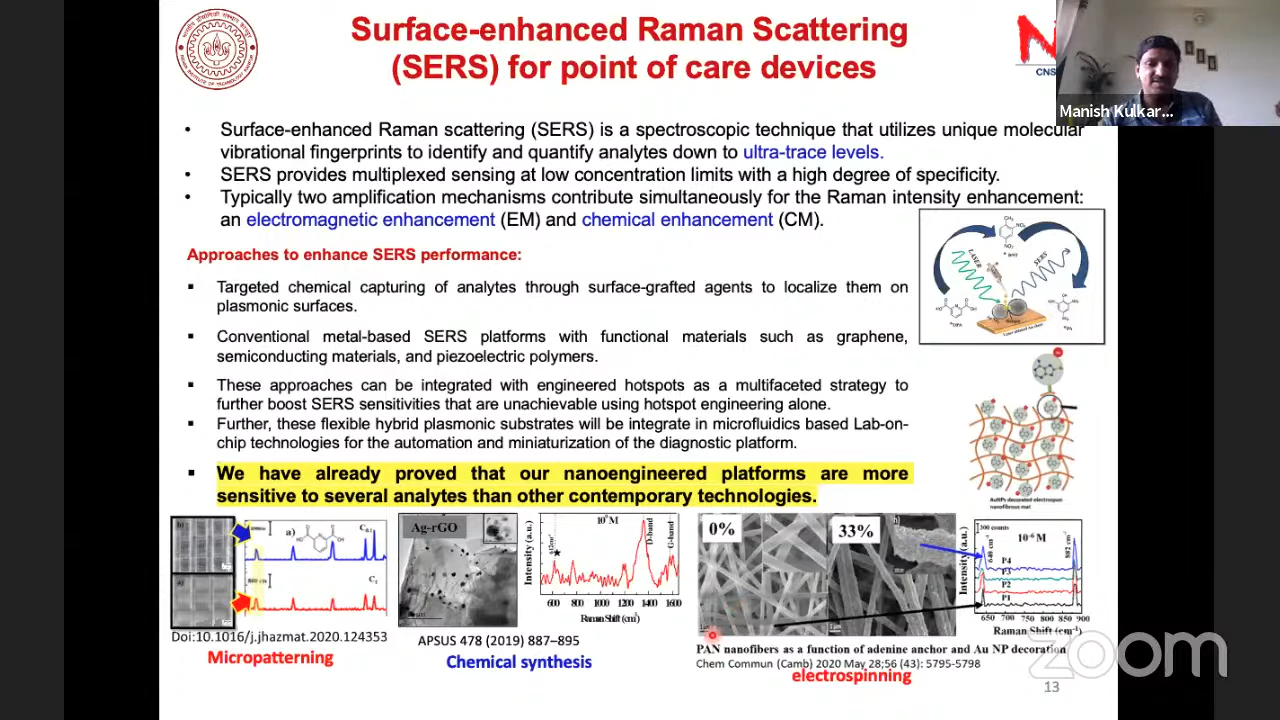 Surface-enhanced Raman Scattering
(SERS) for point of care devices
CNS
Manish Kulkar...
• Surface-enhanced Raman scattering (SERS) is a spectroscopic technique that utilizes unique molecular
vibrational fingerprints to identify and quantify analytes down to ultra-trace levels.
• SERS provides multiplexed sensing at low concentration limits with a high degree of specificity.
• Typically two amplification mechanisms contribute simultaneously for the Raman intensity enhancement:
an electromagnetic enhancement (EM) and chemical enhancement (CM).
Approaches to enhance SERS performance:
▪ Targeted chemical capturing of analytes through surface-grafted agents to localize them on
plasmonic surfaces.
▪ Conventional metal-based SERS platforms with functional materials such as graphene,
semiconducting materials, and piezoelectric polymers.
▪ These approaches can be integrated with engineered hotspots as a multifaceted strategy to
further boost SERS sensitivities that are unachievable using hotspot engineering alone.
▪ Further, these flexible hybrid plasmonic substrates will be integrate in microfluidics based Lab-on-
chip technologies for the automation and miniaturization of the diagnostic platform.
▪ We have already proved that our nanoengineered platforms are more
sensitive to several analytes than other contemporary technologies.
LASER
SERS
AuNPs decorated electrospun
nanofibrous mat
b)
a)
a)
Ag-rGO
Intensity (a.u.)
D-band
G-band
600 800 1000 1200 1400 1600
Raman Shift (cm⁻¹)
0%
33%
300 counts
10⁻⁶ M
Intensity (a.u.)
P4
P3
P2
P1
650 700 750 800 850 900
Raman Shift (cm⁻¹)
Doi:10.1016/j.jhazmat.2020.124353
Micropatterning
APSUS 478 (2019) 887–895
Chemical synthesis
PAN nanofibers as a function of adenine anchor and Au NP decoration
Chem Commun (Camb) 2020 May 28;56 (43): 5795-5798
electrospinning
zoom
13